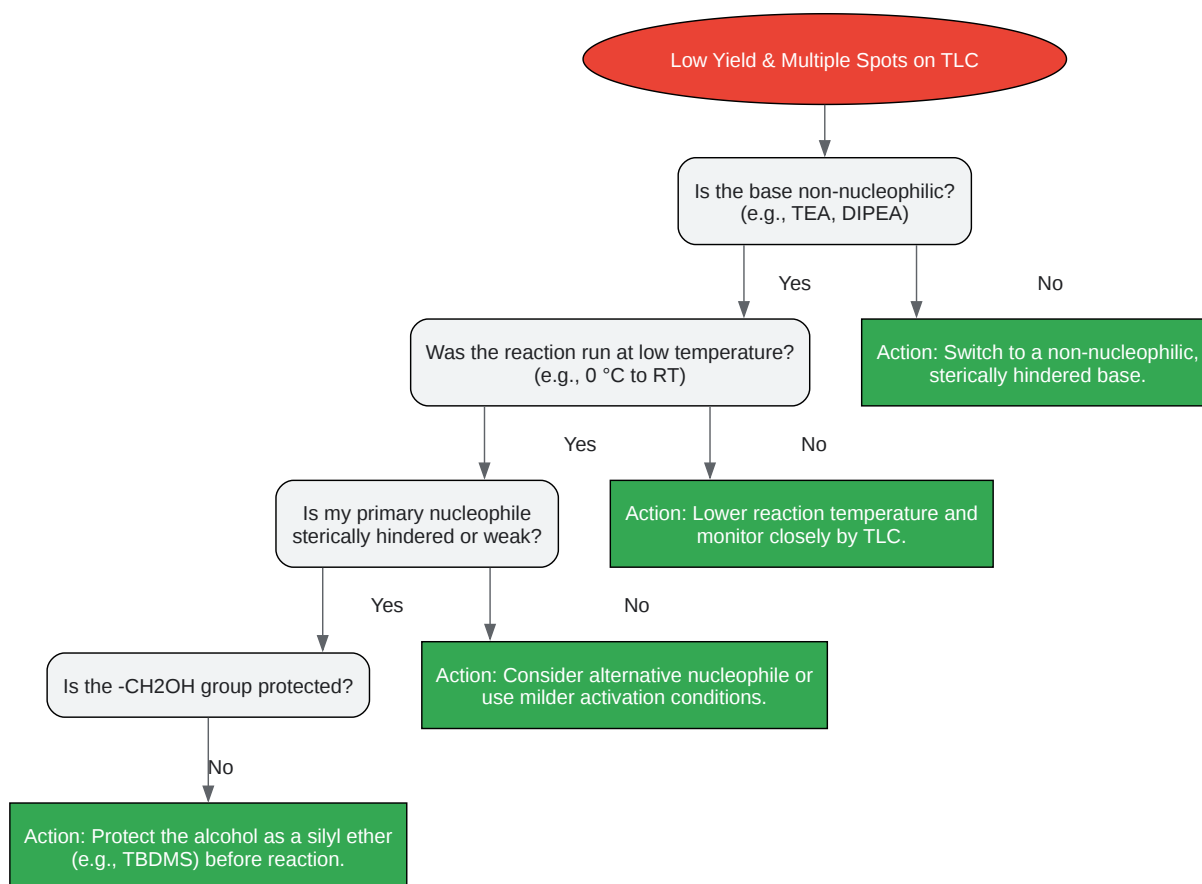 Low Yield & Multiple Spots on TLC
Is the base non-nucleophilic?
(e.g., TEA, DIPEA)
Yes
No
Was the reaction run at low temperature?
(e.g., 0 °C to RT)
Action: Switch to a non-nucleophilic,
sterically hindered base.
Yes
No
Is my primary nucleophile
sterically hindered or weak?
Action: Lower reaction temperature and
monitor closely by TLC.
Yes
No
Is the -CH2OH group protected?
Action: Consider alternative nucleophile or
use milder activation conditions.
No
Action: Protect the alcohol as a silyl ether
(e.g., TBDMS) before reaction.